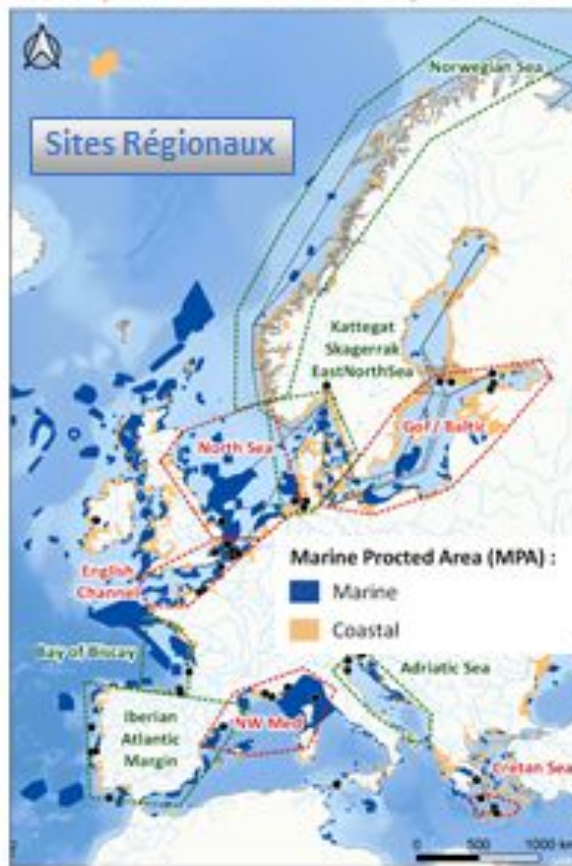 Norwegian Sea
Sites Régionaux
Kattegat
Skagerrak
EastNorthSea
North Sea
GoF / Baltic
Marine Procted Area (MPA) :
Marine
Coastal
English
Channel
Bay of Biscay
Adriatic Sea
Iberian
Atlantic
Margin
NW Med
Cretan Sea
0 500 1000 km